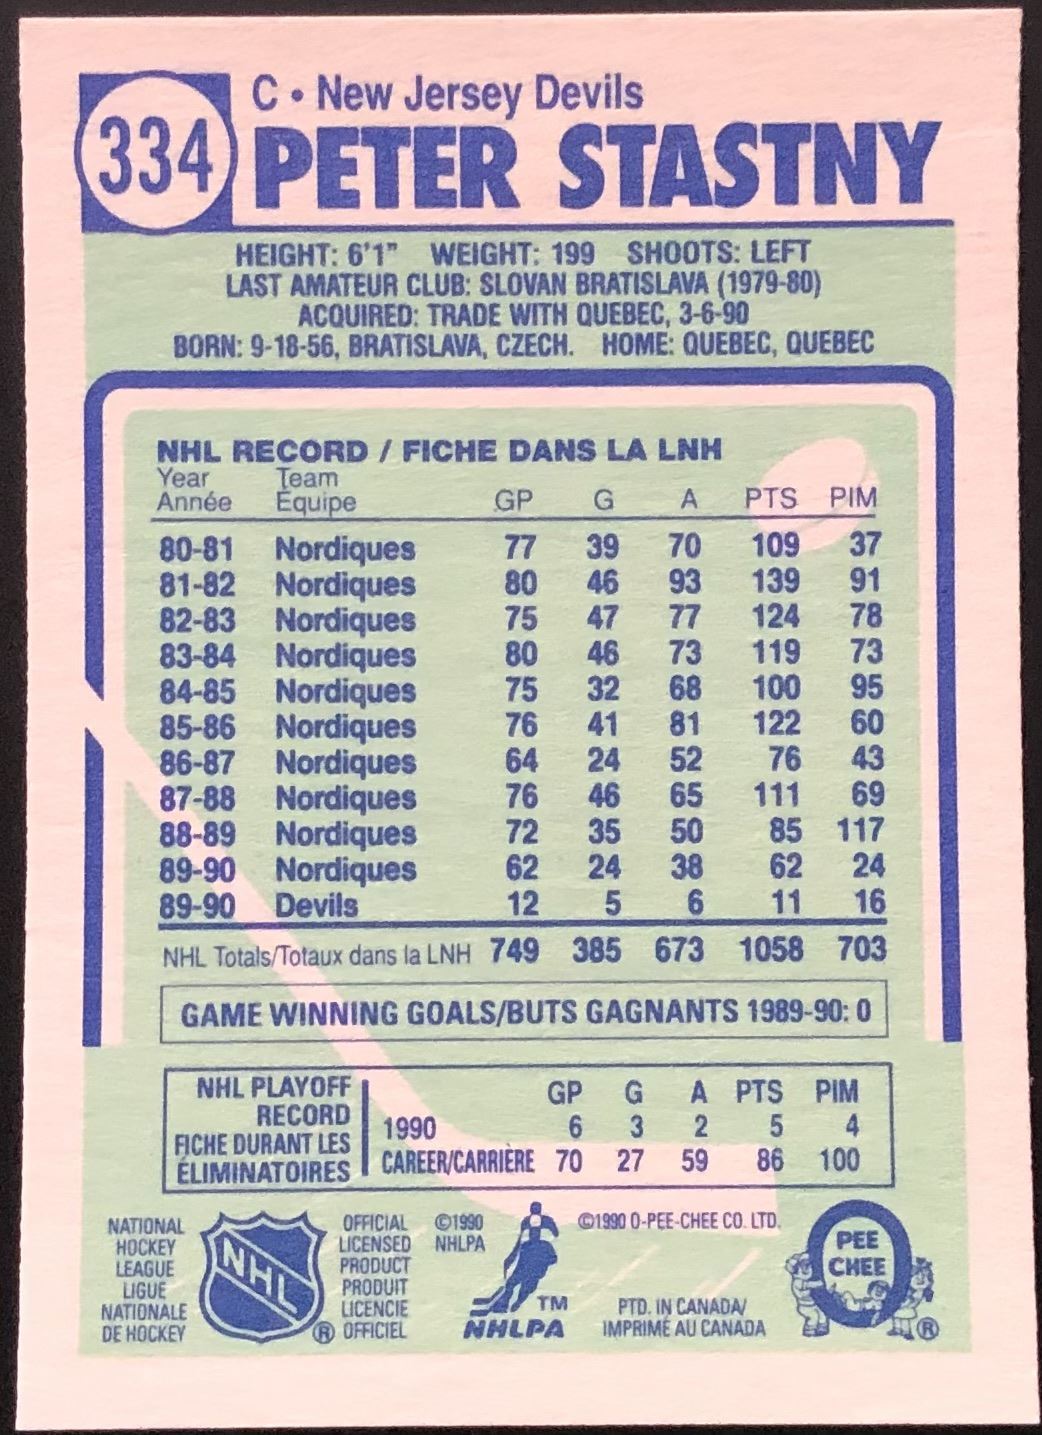 334
C • New Jersey Devils
PETER STASTNY
HEIGHT: 6'1" WEIGHT: 199 SHOOTS: LEFT
LAST AMATEUR CLUB: SLOVAN BRATISLAVA (1979-80)
ACQUIRED: TRADE WITH QUEBEC, 3-6-90
BORN: 9-18-56, BRATISLAVA, CZECH. HOME: QUEBEC, QUEBEC
NHL RECORD / FICHE DANS LA LNH
Year Team
Année Équipe GP G A PTS PIM
80-81 Nordiques 77 39 70 109 37
81-82 Nordiques 80 46 93 139 91
82-83 Nordiques 75 47 77 124 78
83-84 Nordiques 80 46 73 119 73
84-85 Nordiques 75 32 68 100 95
85-86 Nordiques 76 41 81 122 60
86-87 Nordiques 64 24 52 76 43
87-88 Nordiques 76 46 65 111 69
88-89 Nordiques 72 35 50 85 117
89-90 Nordiques 62 24 38 62 24
89-90 Devils 12 5 6 11 16
NHL Totals/Totaux dans la LNH 749 385 673 1058 703
GAME WINNING GOALS/BUTS GAGNANTS 1989-90: 0
NHL PLAYOFF
RECORD
FICHE DURANT LES
ÉLIMINATOIRES
GP G A PTS PIM
1990 6 3 2 5 4
CAREER/CARRIÈRE 70 27 59 86 100
NATIONAL
HOCKEY
LEAGUE
LIGUE
NATIONALE
DE HOCKEY
NHL
®
OFFICIAL
LICENSED
PRODUCT
PRODUIT
LICENCIE
OFFICIEL
©1990
NHLPA
TM
NHLPA
©1990 O-PEE-CHEE CO. LTD.
PTD. IN CANADA/
IMPRIMÉ AU CANADA
O
PEE
CHEE
®